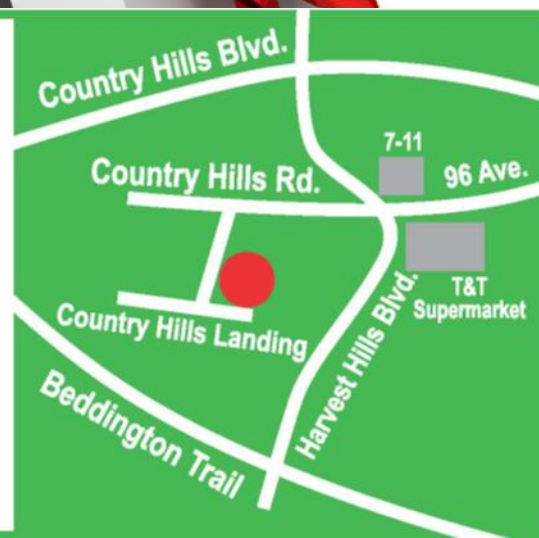 Country Hills Blvd.
7-11
Country Hills Rd.
96 Ave.
T&T
Supermarket
Country Hills Landing
Harvest Hills Blvd.
Beddington Trail